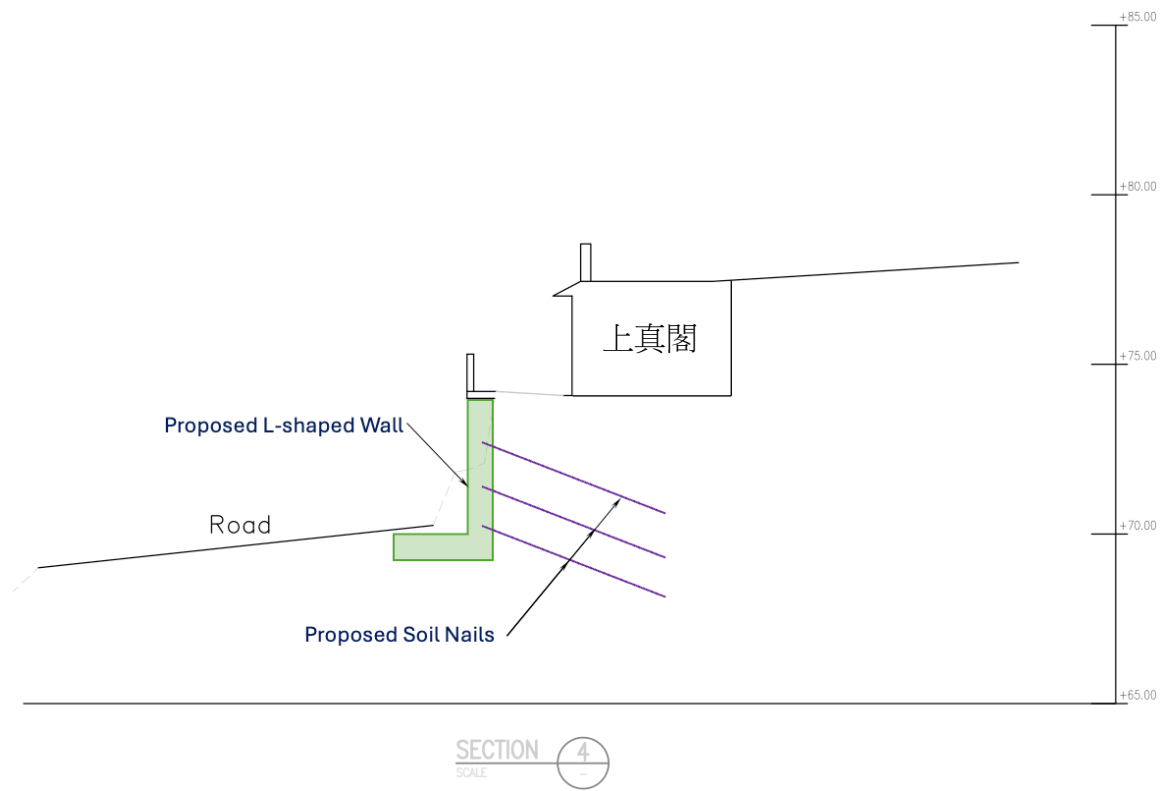 +85.00
+80.00
上真閣
+75.00
Proposed L-shaped Wall
Road
+70.00
Proposed Soil Nails
+65.00
SECTION
4
SCALE
–